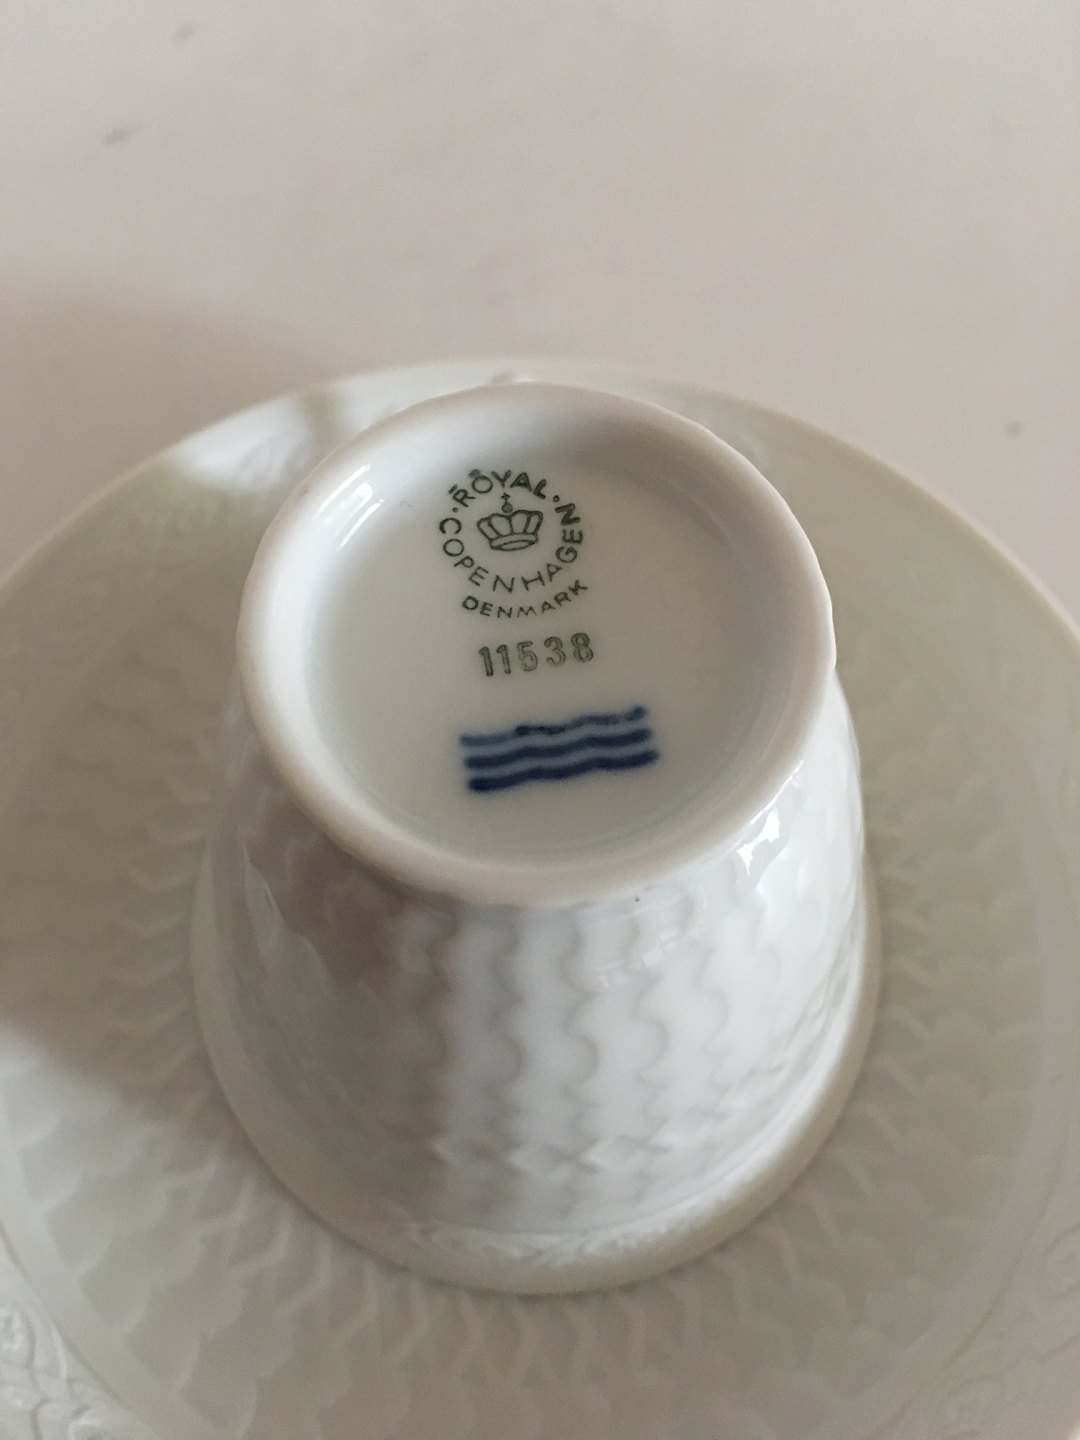 ROYAL
COPENHAGEN
DENMARK
11538